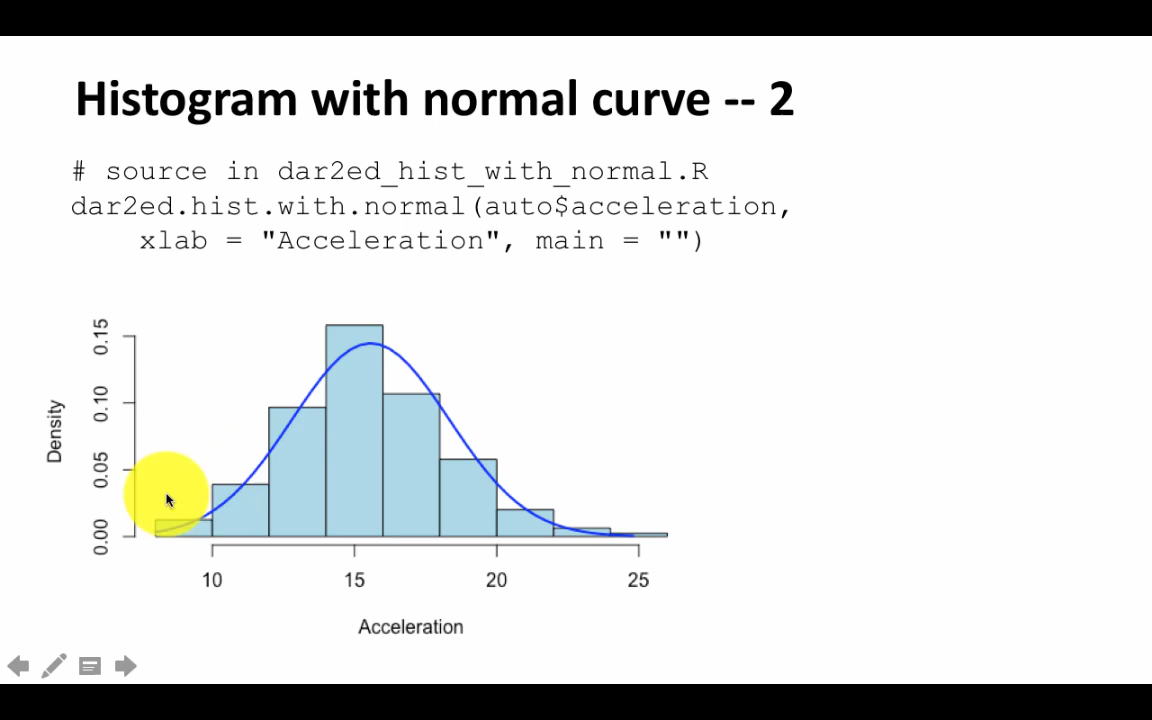 Histogram with normal curve -- 2
# source in dar2ed_hist_with_normal.R
dar2ed.hist.with.normal(auto$acceleration,
xlab = "Acceleration", main = "")
Density
0.15
0.10
0.05
0.00
10 15 20 25
Acceleration